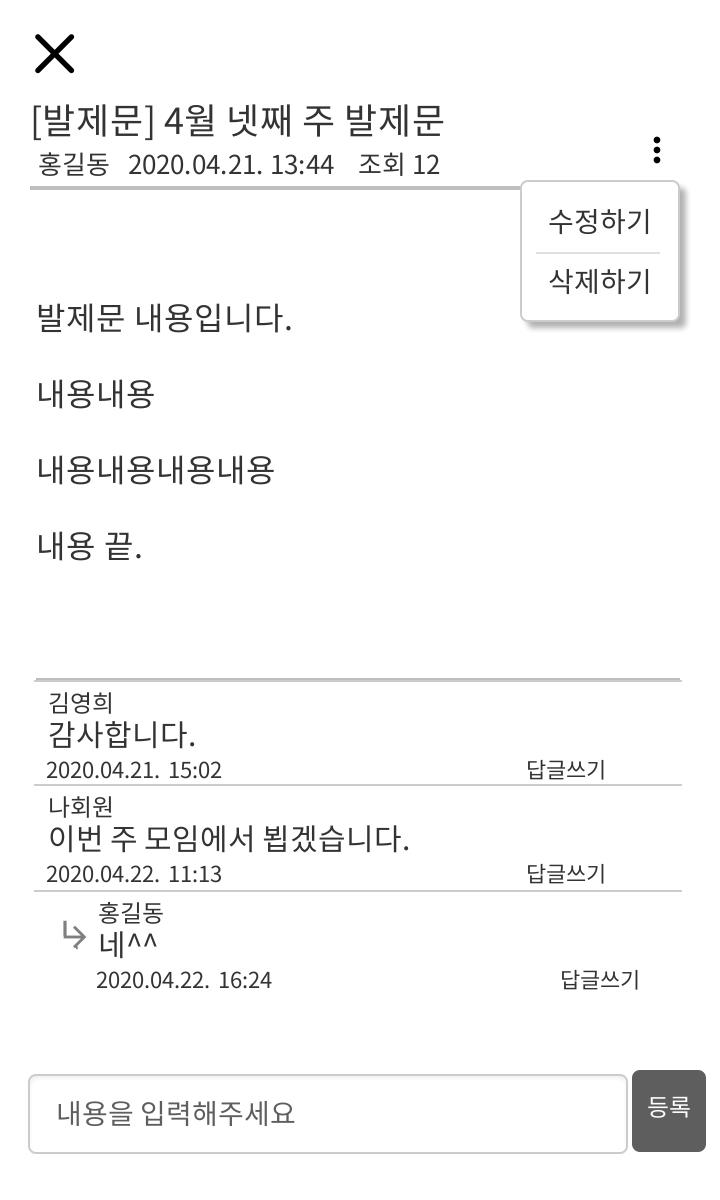 [발제문] 4월 넷째 주 발제문
홍길동 2020.04.21. 13:44 조회 12
수정하기
삭제하기
발제문 내용입니다.
내용내용
내용내용내용내용
내용 끝.
김영희
감사합니다.
2020.04.21. 15:02 답글쓰기
나회원
이번 주 모임에서 뵙겠습니다.
2020.04.22. 11:13 답글쓰기
홍길동
네^^
2020.04.22. 16:24 답글쓰기
내용을 입력해주세요
등록